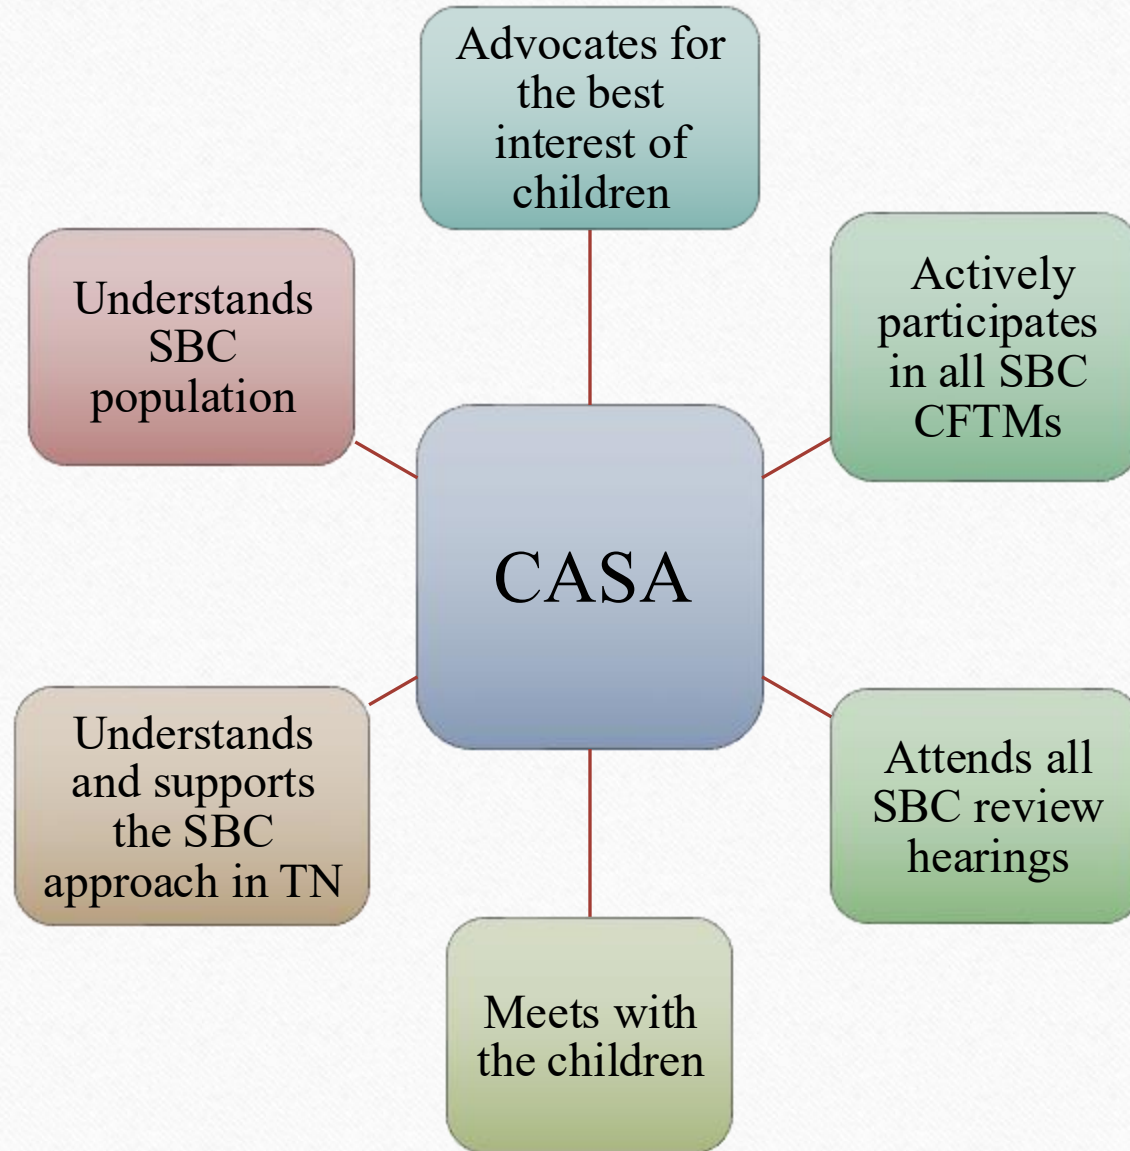 Advocates for
the best
interest of
children
Understands
SBC
population
Actively
participates
in all SBC
CFTMs
CASA
Understands
and supports
the SBC
approach in TN
Attends all
SBC review
hearings
Meets with
the children